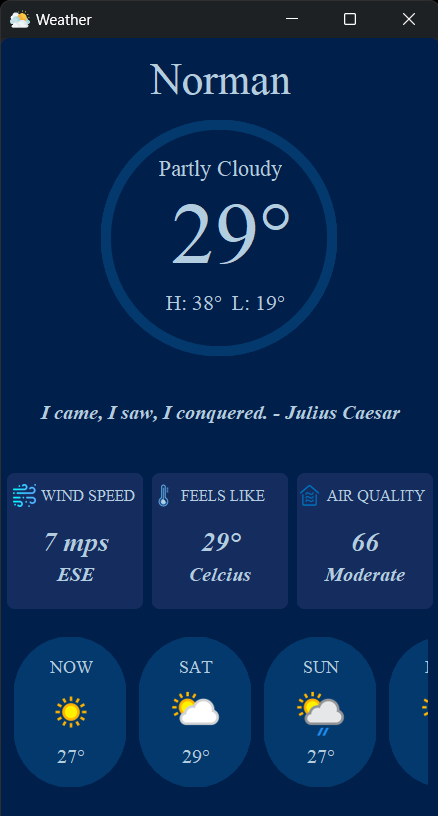 Weather
Norman
Partly Cloudy
29°
H: 38° L: 19°
I came, I saw, I conquered. - Julius Caesar
WIND SPEED FEELS LIKE AIR QUALITY
7 mps 29° 66
ESE Celcius Moderate
NOW SAT SUN
27° 29° 27°